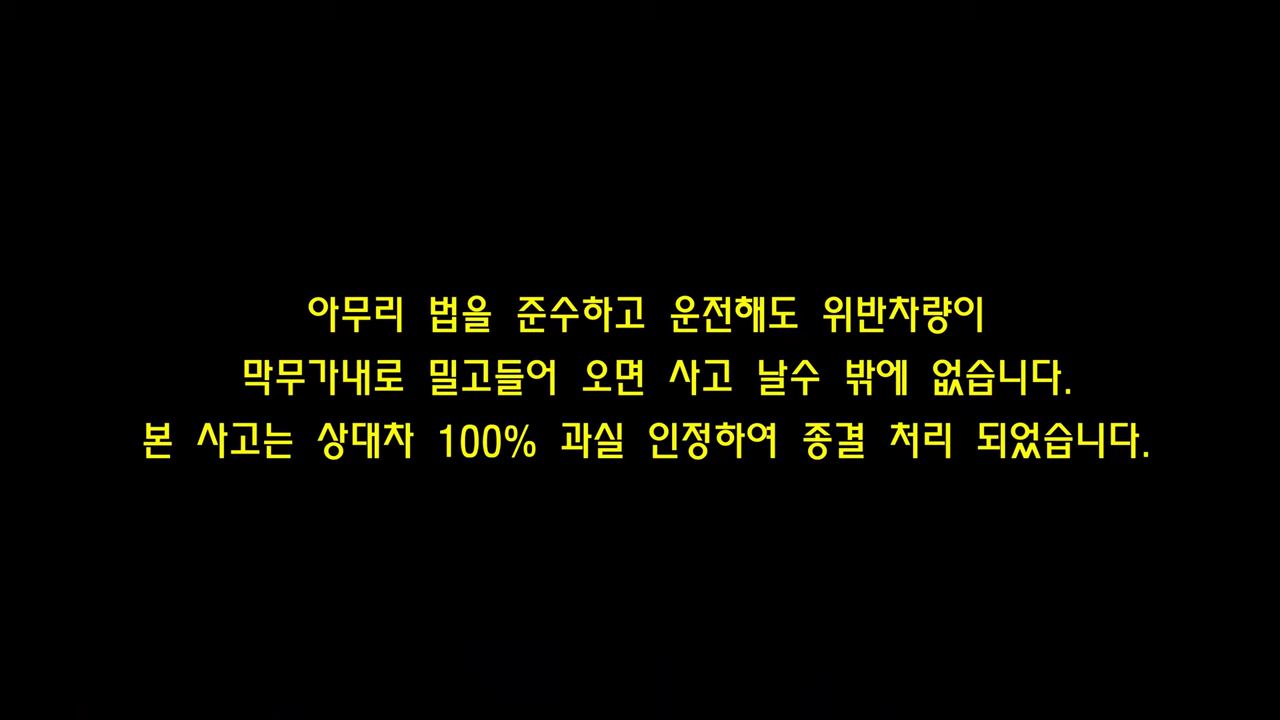 아무리 법을 준수하고 운전해도 위반차량이
막무가내로 밀고들어 오면 사고 날수 밖에 없습니다.
본 사고는 상대차 100% 과실 인정하여 종결 처리 되었습니다.